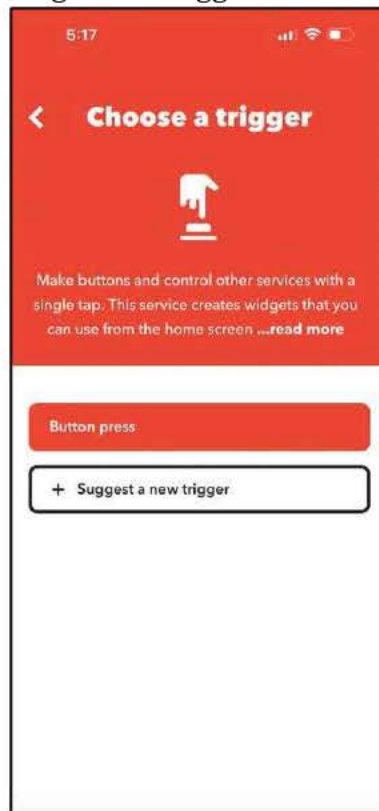 5:17
Choose a trigger
Make buttons and control other services with a
single tap. This service creates widgets that you
can use from the home screen ...read more
Button press
+ Suggest a new trigger